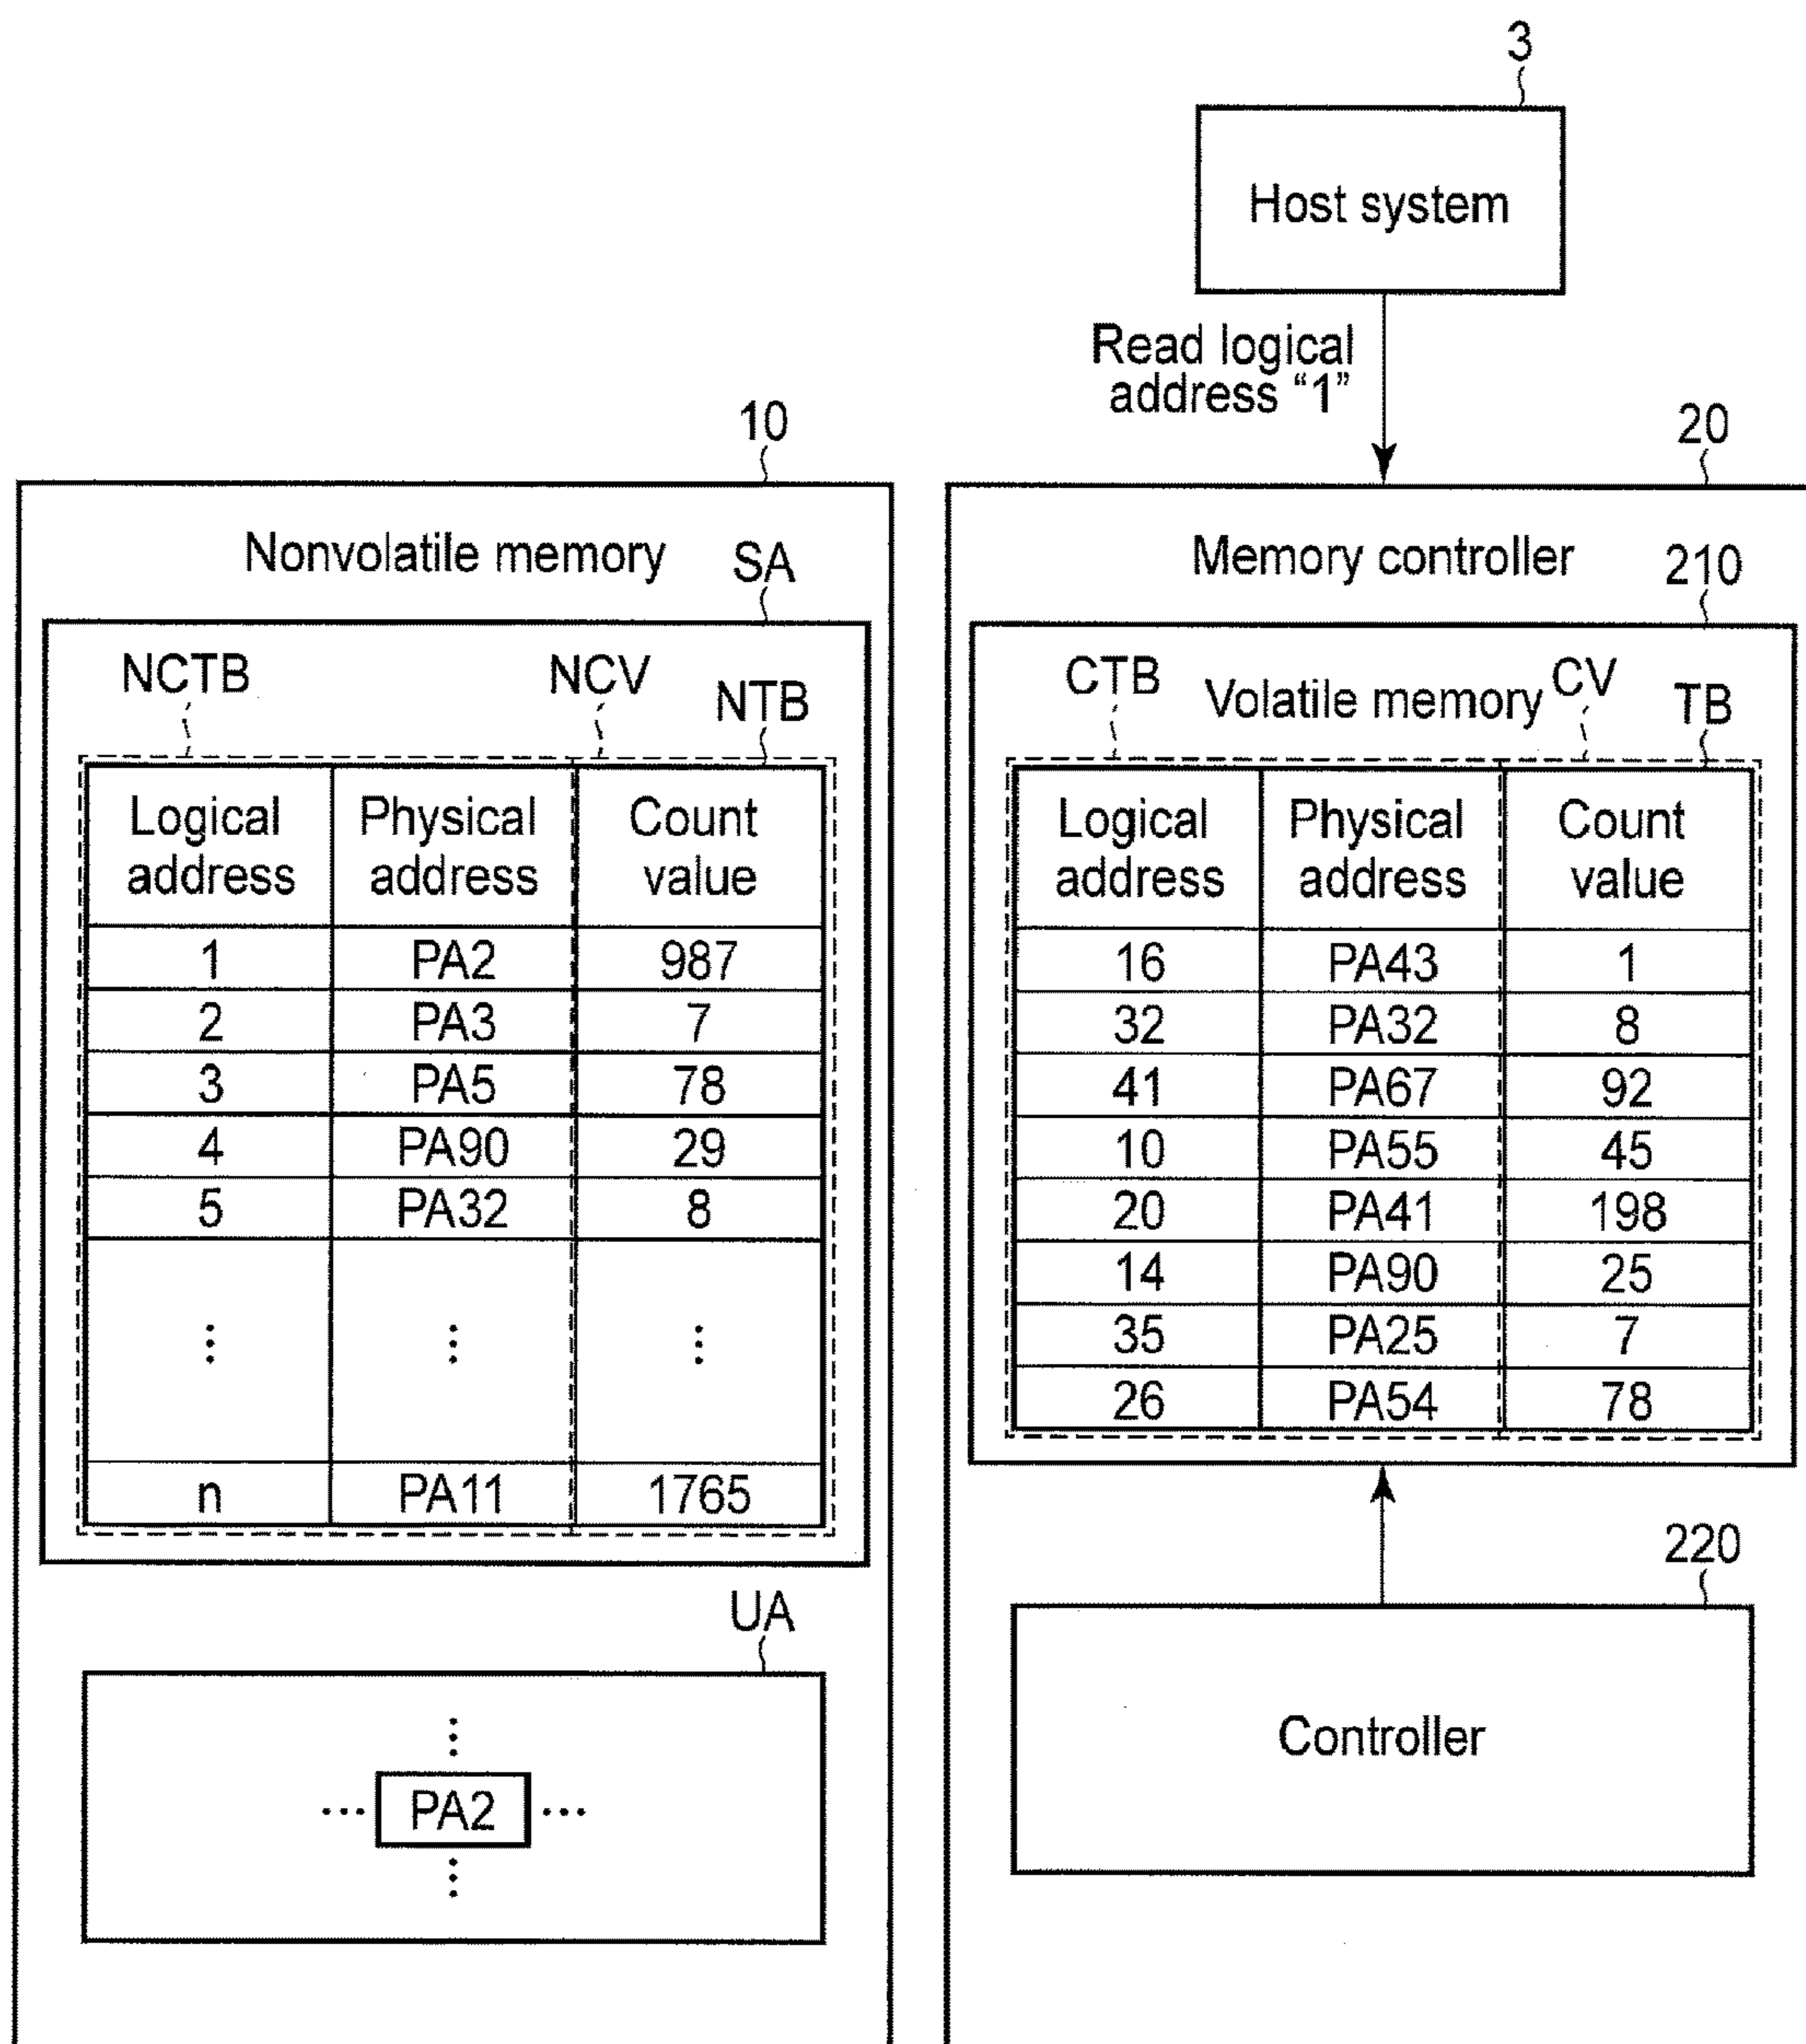 3
Host system
Read logical
address “1”
10
Nonvolatile memory
SA
NCTB
NCV
NTB
Logical address Physical address Count value
1 PA2 987
2 PA3 7
3 PA5 78
4 PA90 29
5 PA32 8
⋮ ⋮ ⋮
n PA11 1765
UA
⋮
... PA2 ...
⋮
20
Memory controller
210
CTB
Volatile memory
CV
TB
Logical address Physical address Count value
16 PA43 1
32 PA32 8
41 PA67 92
10 PA55 45
20 PA41 198
14 PA90 25
35 PA25 7
26 PA54 78
220
Controller